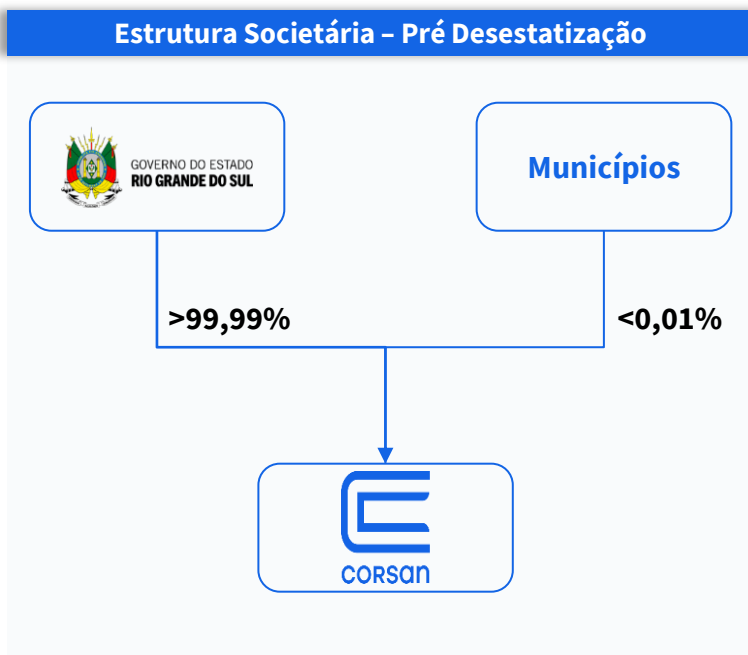 Estrutura Societária – Pré Desestatização
GOVERNO DO ESTADO
RIO GRANDE DO SUL
Municípios
>99,99%
<0,01%
CORSAN